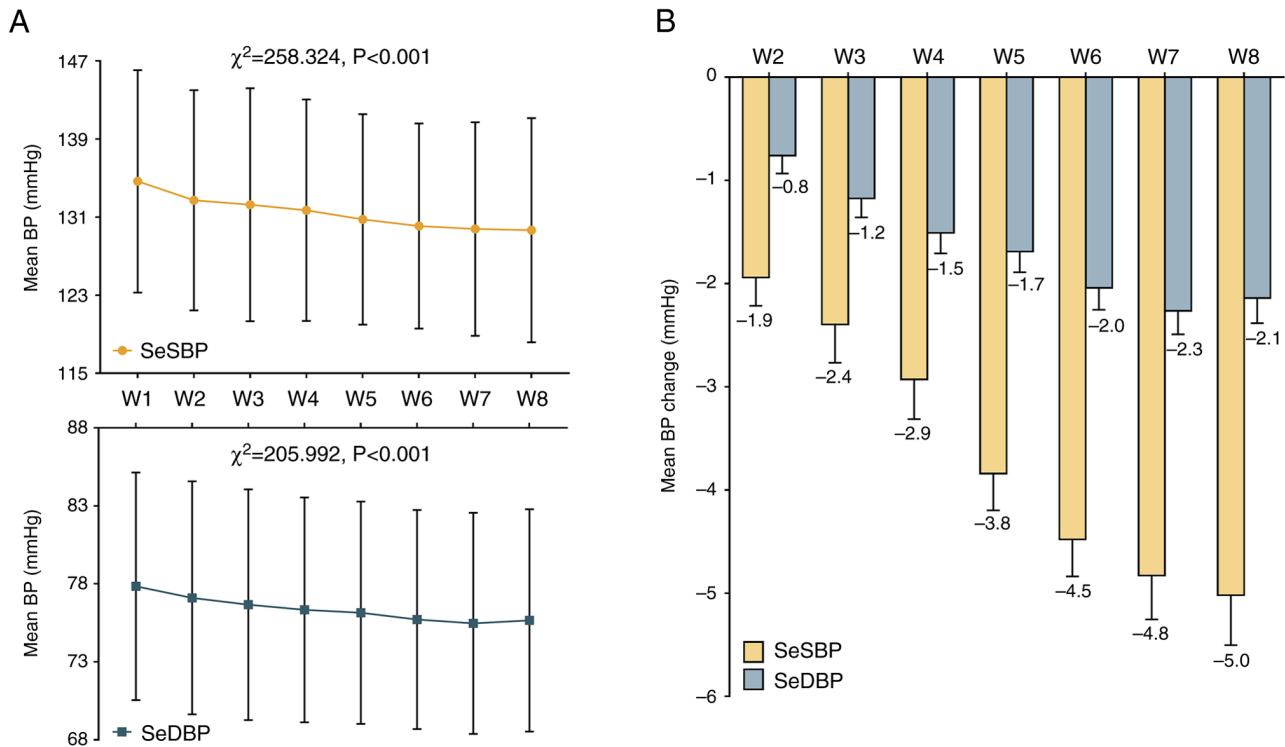 A
χ²=258.324, P<0.001
147
139
131
123
115
Mean BP (mmHg)
SeSBP
W1 W2 W3 W4 W5 W6 W7 W8
χ²=205.992, P<0.001
88
83
78
73
68
Mean BP (mmHg)
SeDBP
B
W2 W3 W4 W5 W6 W7 W8
0
–1
–2
–3
–4
–5
–6
Mean BP change (mmHg)
–0.8
–1.2
–1.5
–1.7
–2.0
–2.3
–2.1
–1.9
–2.4
–2.9
–3.8
–4.5
–4.8
–5.0
SeSBP
SeDBP